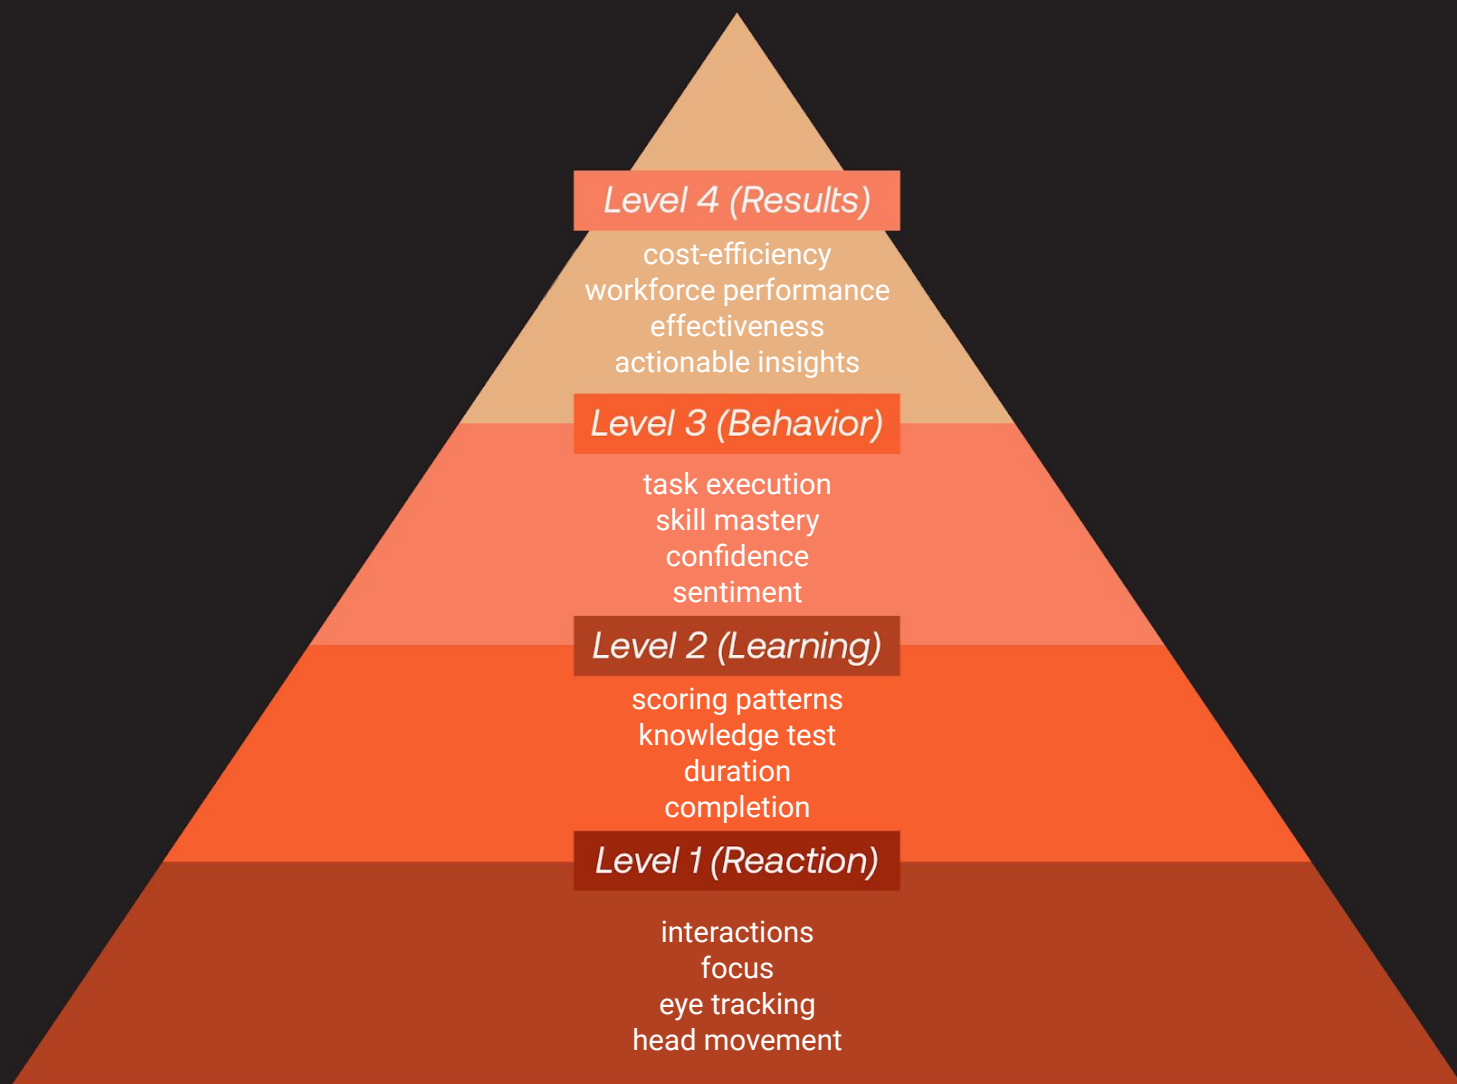 Level 4 (Results)
cost-efficiency
workforce performance
effectiveness
actionable insights
Level 3 (Behavior)
task execution
skill mastery
confidence
sentiment
Level 2 (Learning)
scoring patterns
knowledge test
duration
completion
Level 1 (Reaction)
interactions
focus
eye tracking
head movement